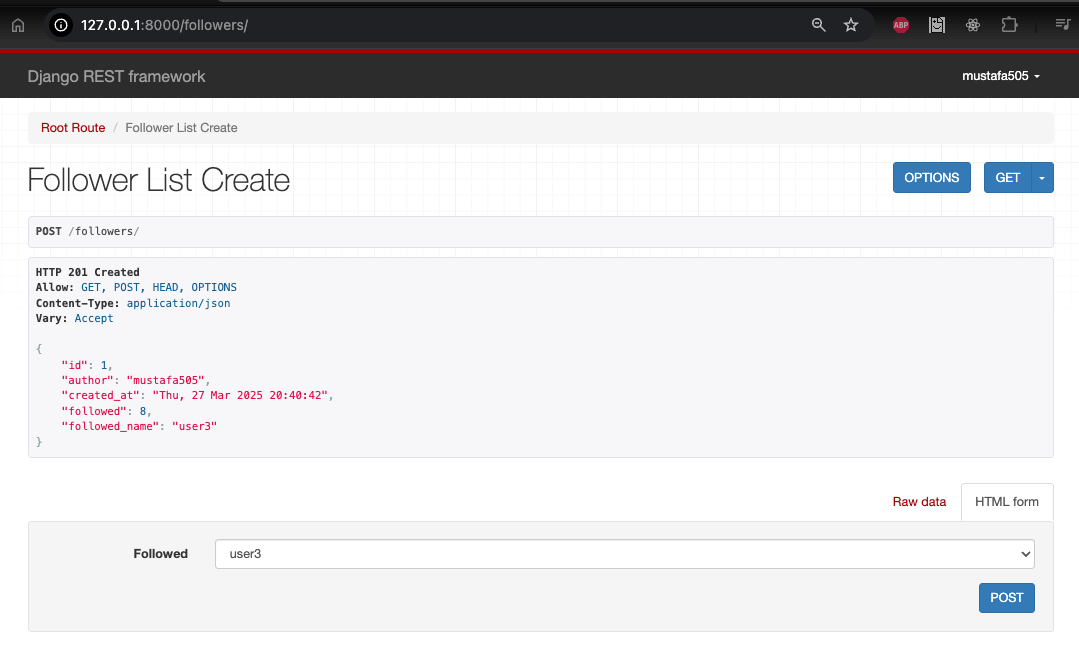 127.0.0.1:8000/followers/
ABP
Django REST framework
mustafa505
Root Route / Follower List Create
Follower List Create
OPTIONS
GET
POST /followers/
HTTP 201 Created
Allow: GET, POST, HEAD, OPTIONS
Content-Type: application/json
Vary: Accept
{
"id": 1,
"author": "mustafa505",
"created_at": "Thu, 27 Mar 2025 20:40:42",
"followed": 8,
"followed_name": "user3"
}
Raw data
HTML form
Followed
user3
POST